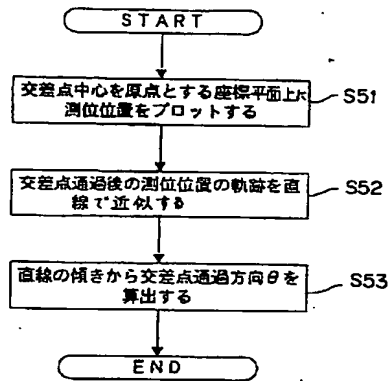 START
交差点中心を原点とする座標平面上に
測位位置をプロットする
S51
交差点通過後の測位位置の軌跡を直
線で近似する
S52
直線の傾きから交差点通過方向θを
算出する
S53
END